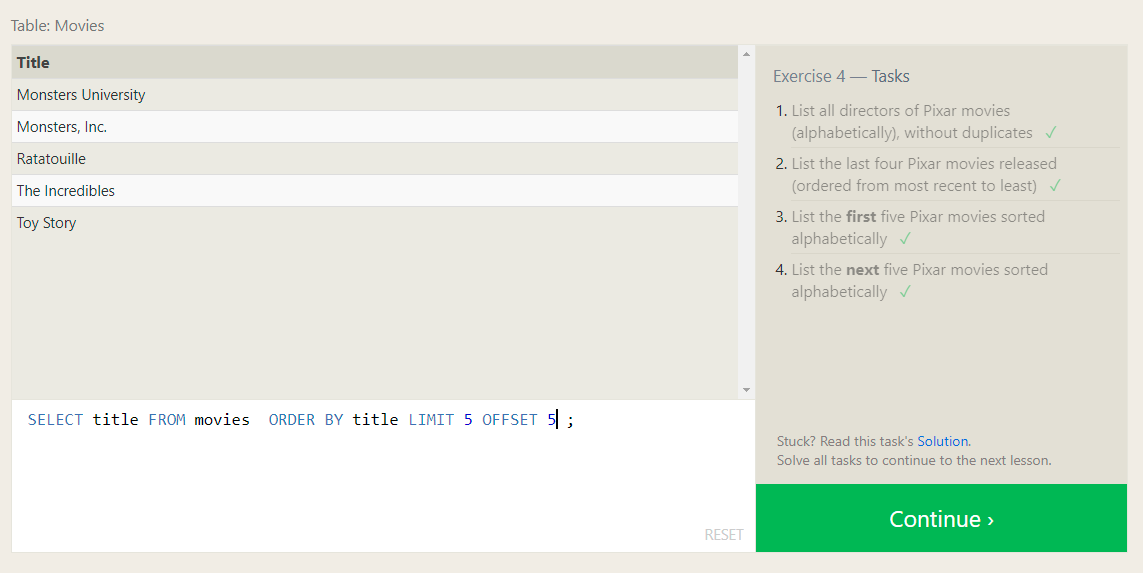 Table: Movies
Title
Monsters University
Monsters, Inc.
Ratatouille
The Incredibles
Toy Story
SELECT title FROM movies  ORDER BY title LIMIT 5 OFFSET 5 ;
RESET
Exercise 4 — Tasks
1. List all directors of Pixar movies
(alphabetically), without duplicates ✓
2. List the last four Pixar movies released
(ordered from most recent to least) ✓
3. List the first five Pixar movies sorted
alphabetically ✓
4. List the next five Pixar movies sorted
alphabetically ✓
Stuck? Read this task's Solution.
Solve all tasks to continue to the next lesson.
Continue ›